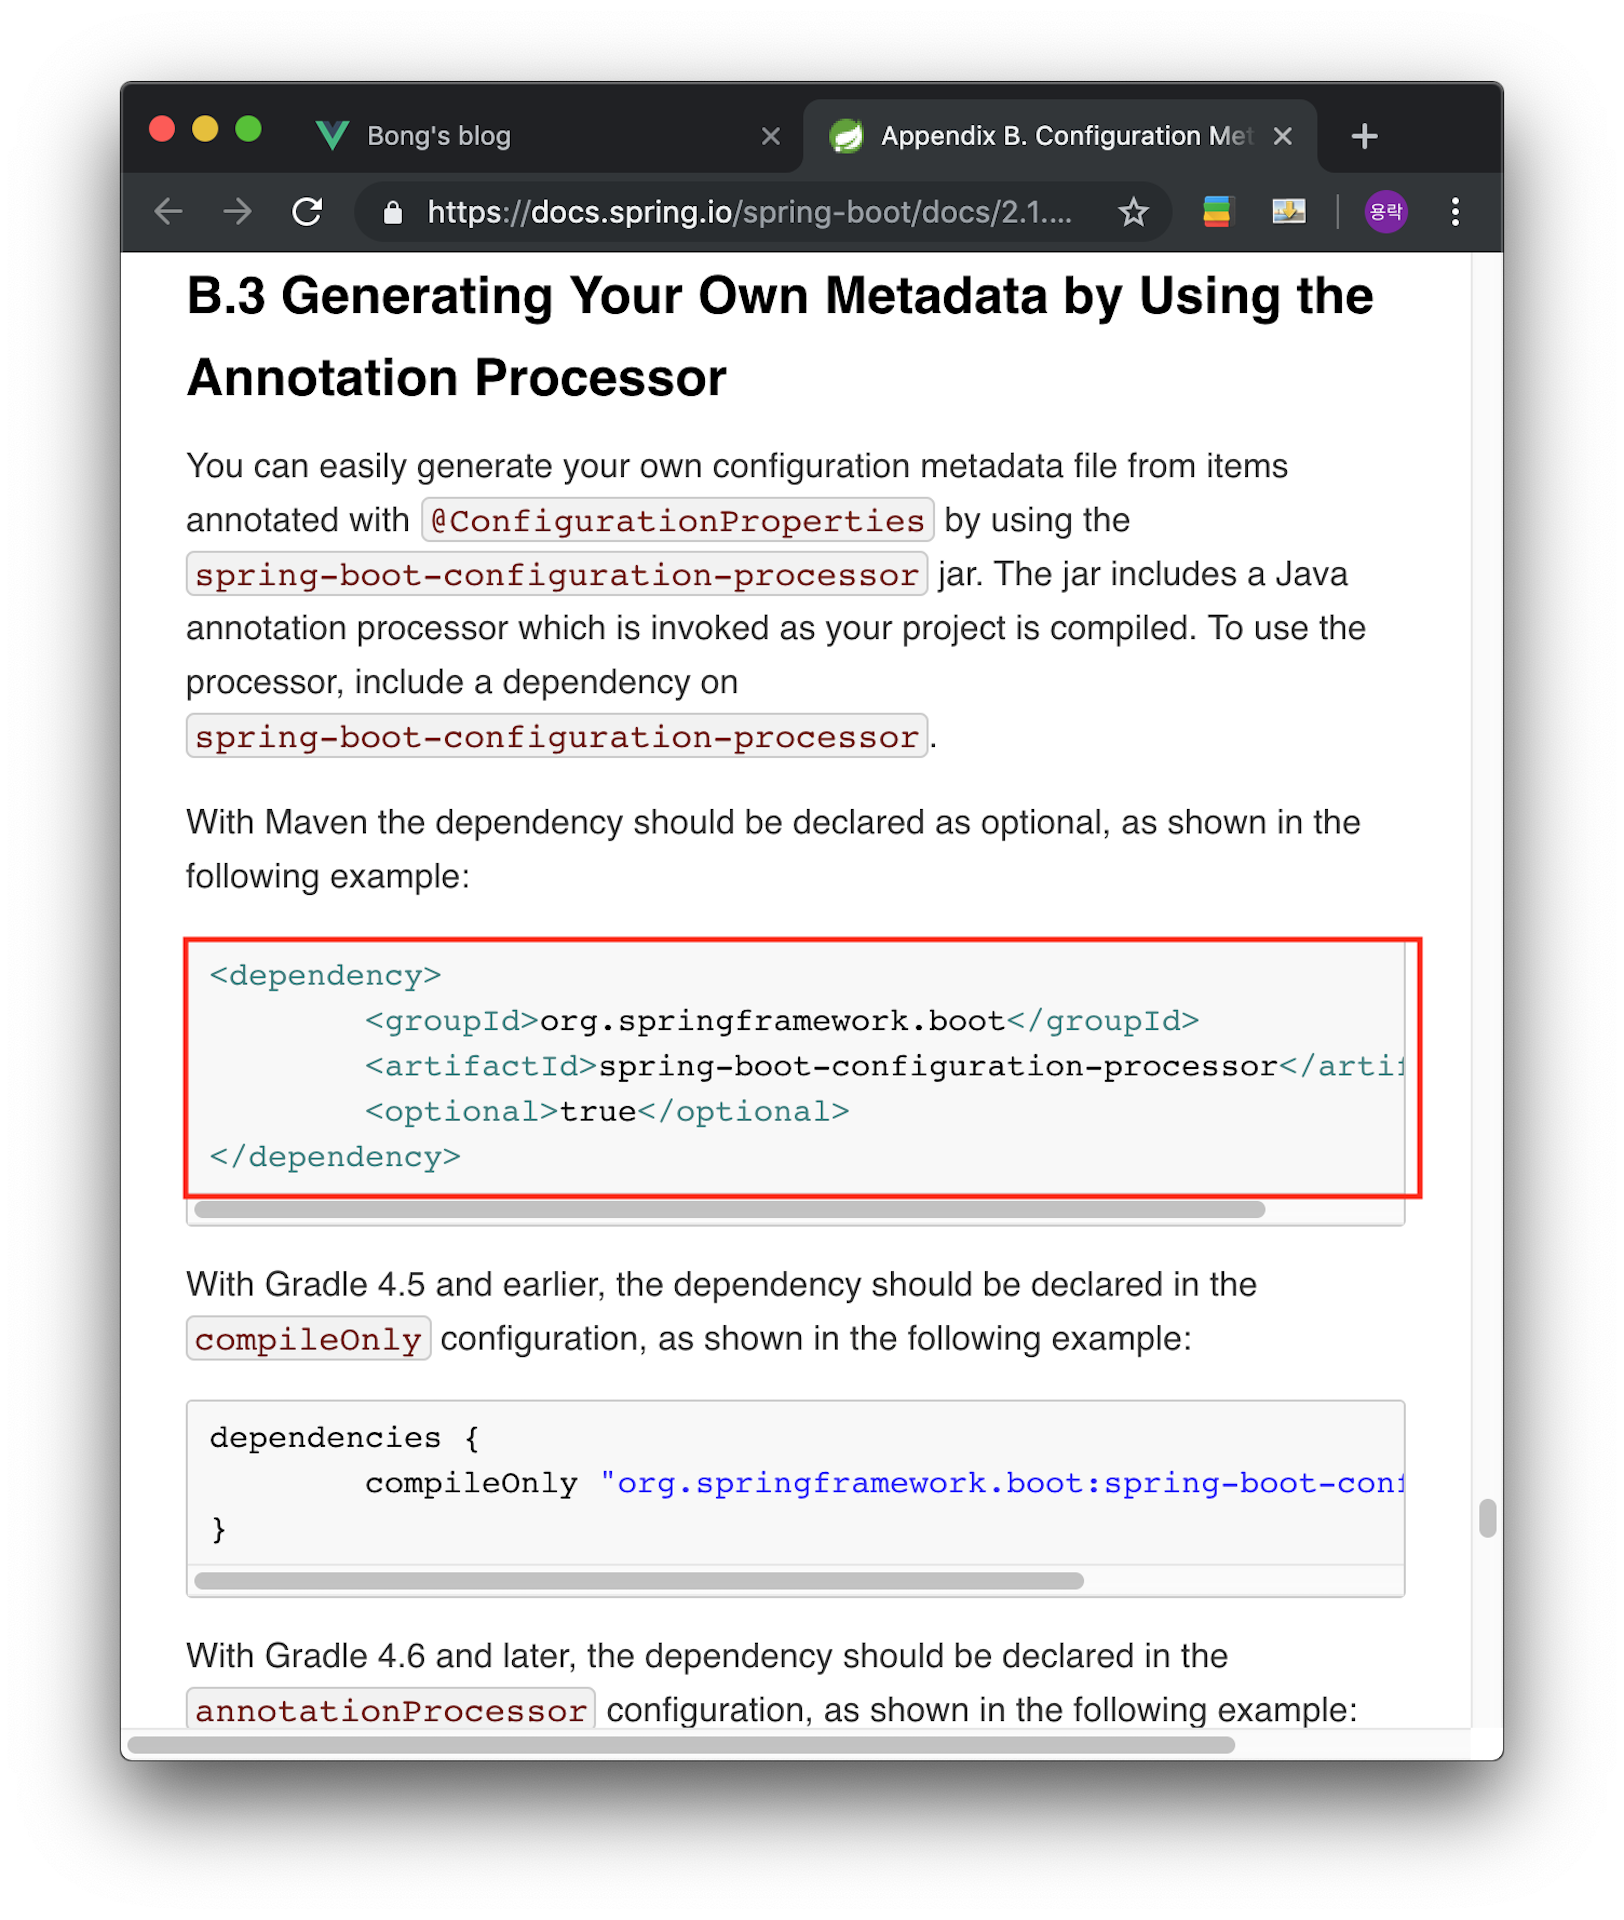 Bong's blog
Appendix B. Configuration Met
https://docs.spring.io/spring-boot/docs/2.1....
용락
B.3 Generating Your Own Metadata by Using the
Annotation Processor
You can easily generate your own configuration metadata file from items
annotated with @ConfigurationProperties by using the
spring-boot-configuration-processor jar. The jar includes a Java
annotation processor which is invoked as your project is compiled. To use the
processor, include a dependency on
spring-boot-configuration-processor.
With Maven the dependency should be declared as optional, as shown in the
following example:
<dependency>
<groupId>org.springframework.boot</groupId>
<artifactId>spring-boot-configuration-processor</artif
<optional>true</optional>
</dependency>
With Gradle 4.5 and earlier, the dependency should be declared in the
compileOnly configuration, as shown in the following example:
dependencies {
compileOnly "org.springframework.boot:spring-boot-conf
}
With Gradle 4.6 and later, the dependency should be declared in the
annotationProcessor configuration, as shown in the following example: